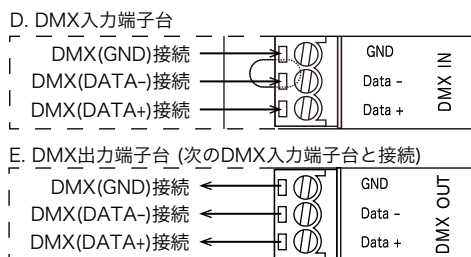 D. DMX入力端子台
DMX(GND)接続 GND
DMX(DATA-)接続 Data -
DMX(DATA+)接続 Data +
DMX IN
E. DMX出力端子台 (次のDMX入力端子台と接続)
DMX(GND)接続 GND
DMX(DATA-)接続 Data -
DMX(DATA+)接続 Data +
DMX OUT